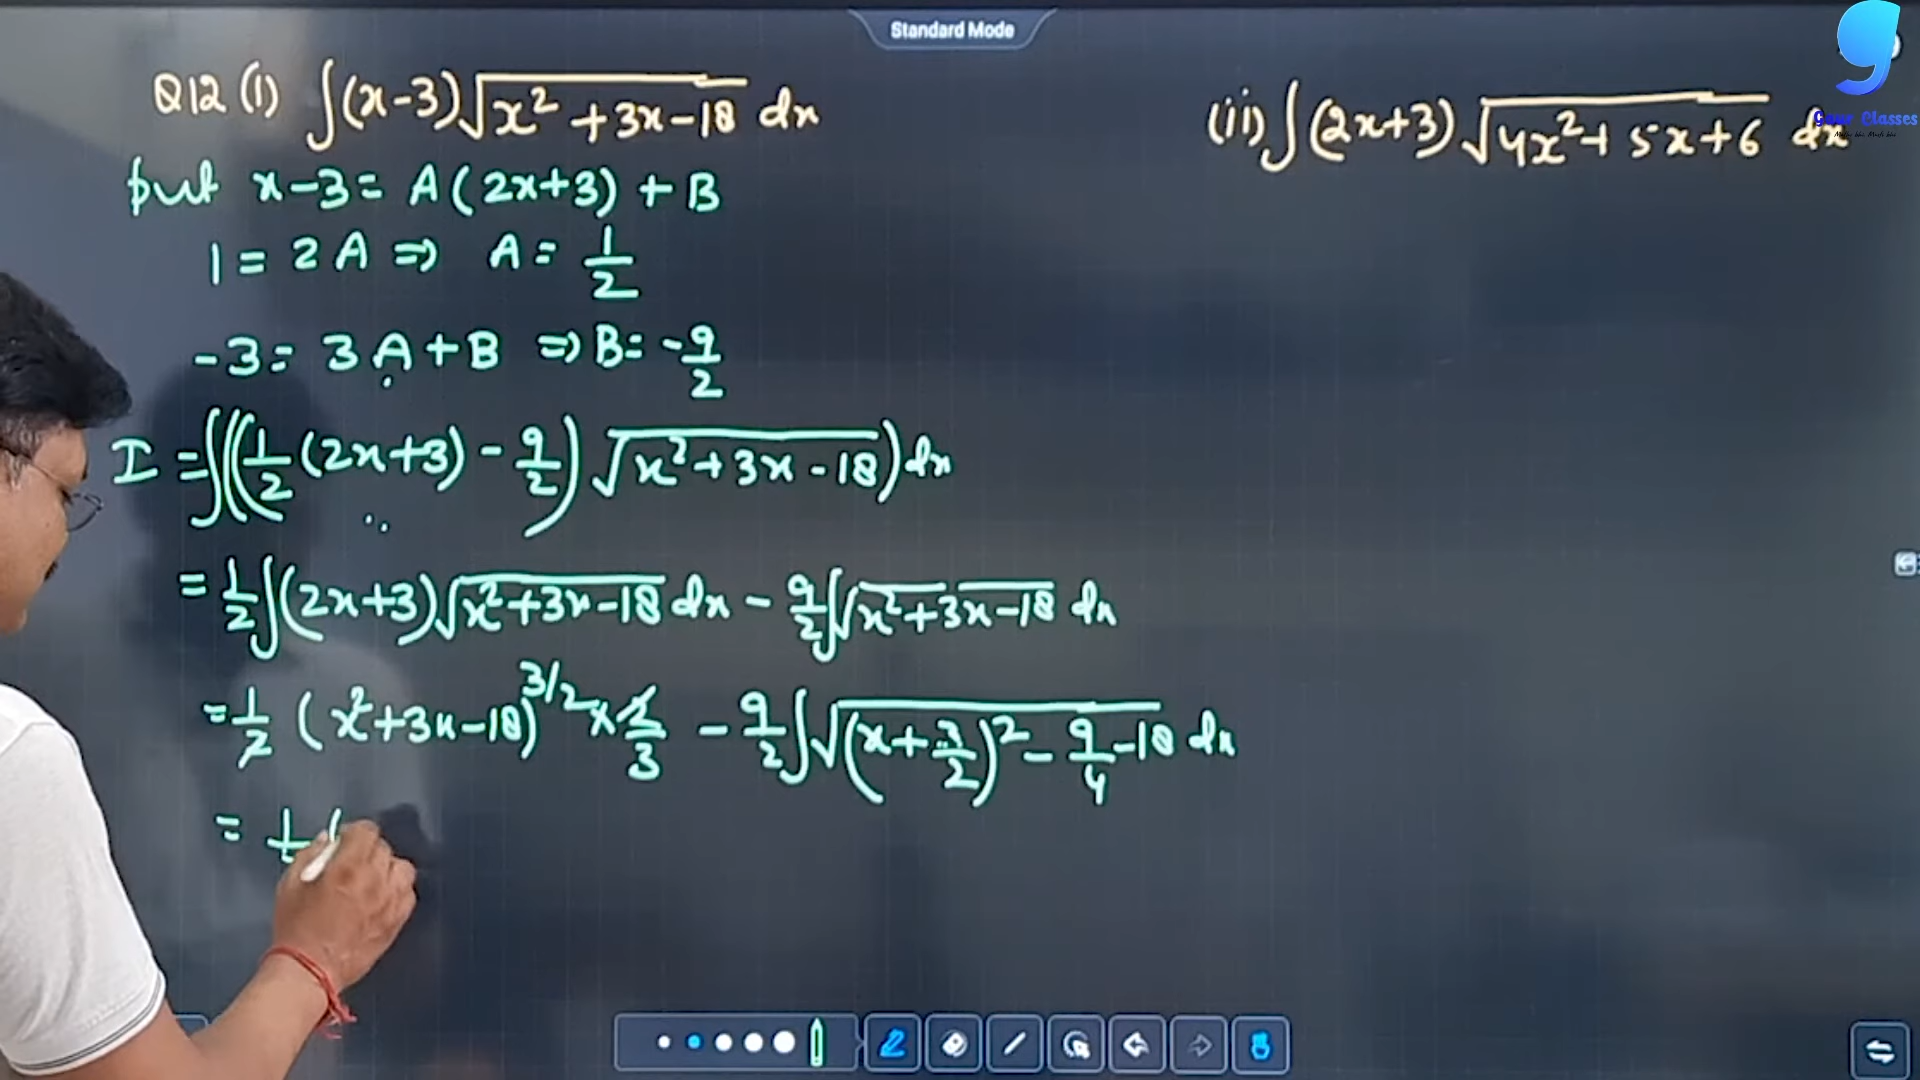 Standard Mode
Gour Classes
Q12 (i) ∫(x-3)√(x² + 3x-18) dx
put x-3 = A(2x+3) + B
1 = 2A ⇒ A = 1/2
-3 = 3A + B ⇒ B = -9/2
I = ∫((1/2(2x+3) - 9/2) √(x²+3x-18)) dx
= 1/2∫(2x+3)√(x²+3x-18) dx - 9/2∫√(x²+3x-18) dx
= 1/2 (x²+3x-18)^3/2 × 2/3 - 9/2∫√((x+3/2)² - 9/4 -18) dx
=
(ii) ∫(2x+3)√(4x²+5x+6) dx